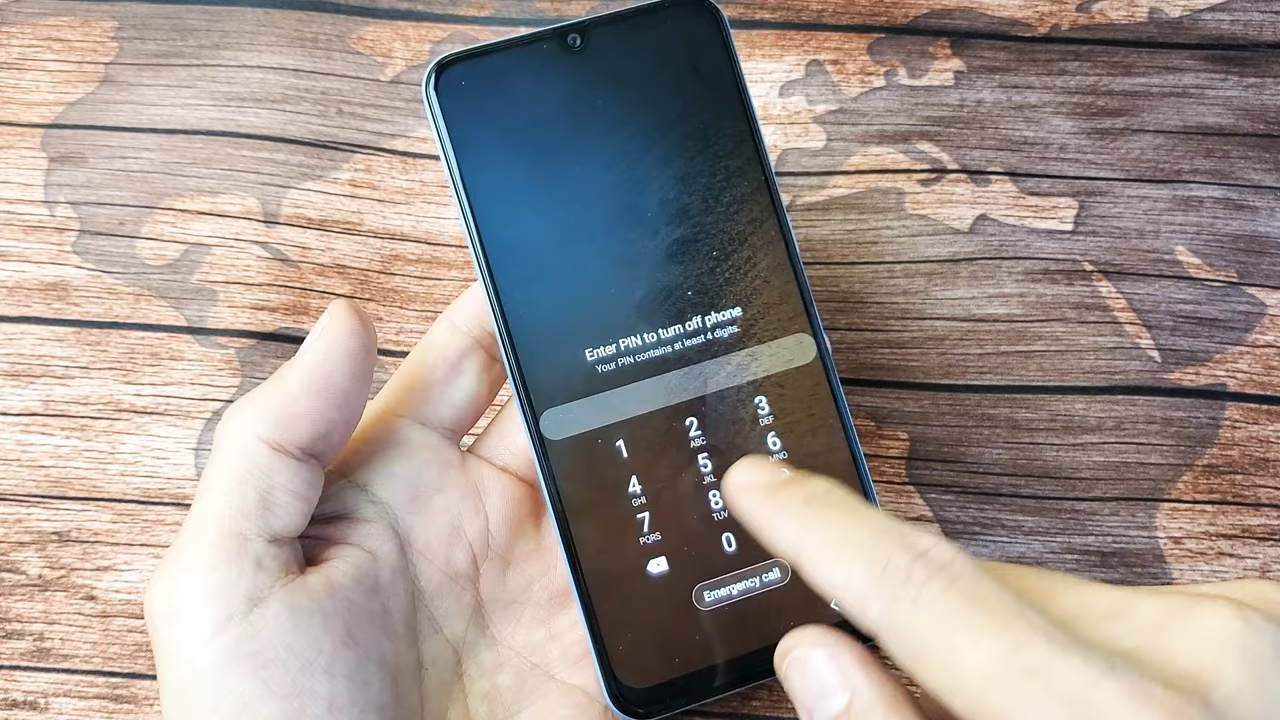 Enter PIN to turn off phone
Your PIN contains at least 4 digits.
1 2 ABC 3 DEF
4 GHI 5 JKL 6 MNO
7 PQRS 8 TUV
0
Emergency call